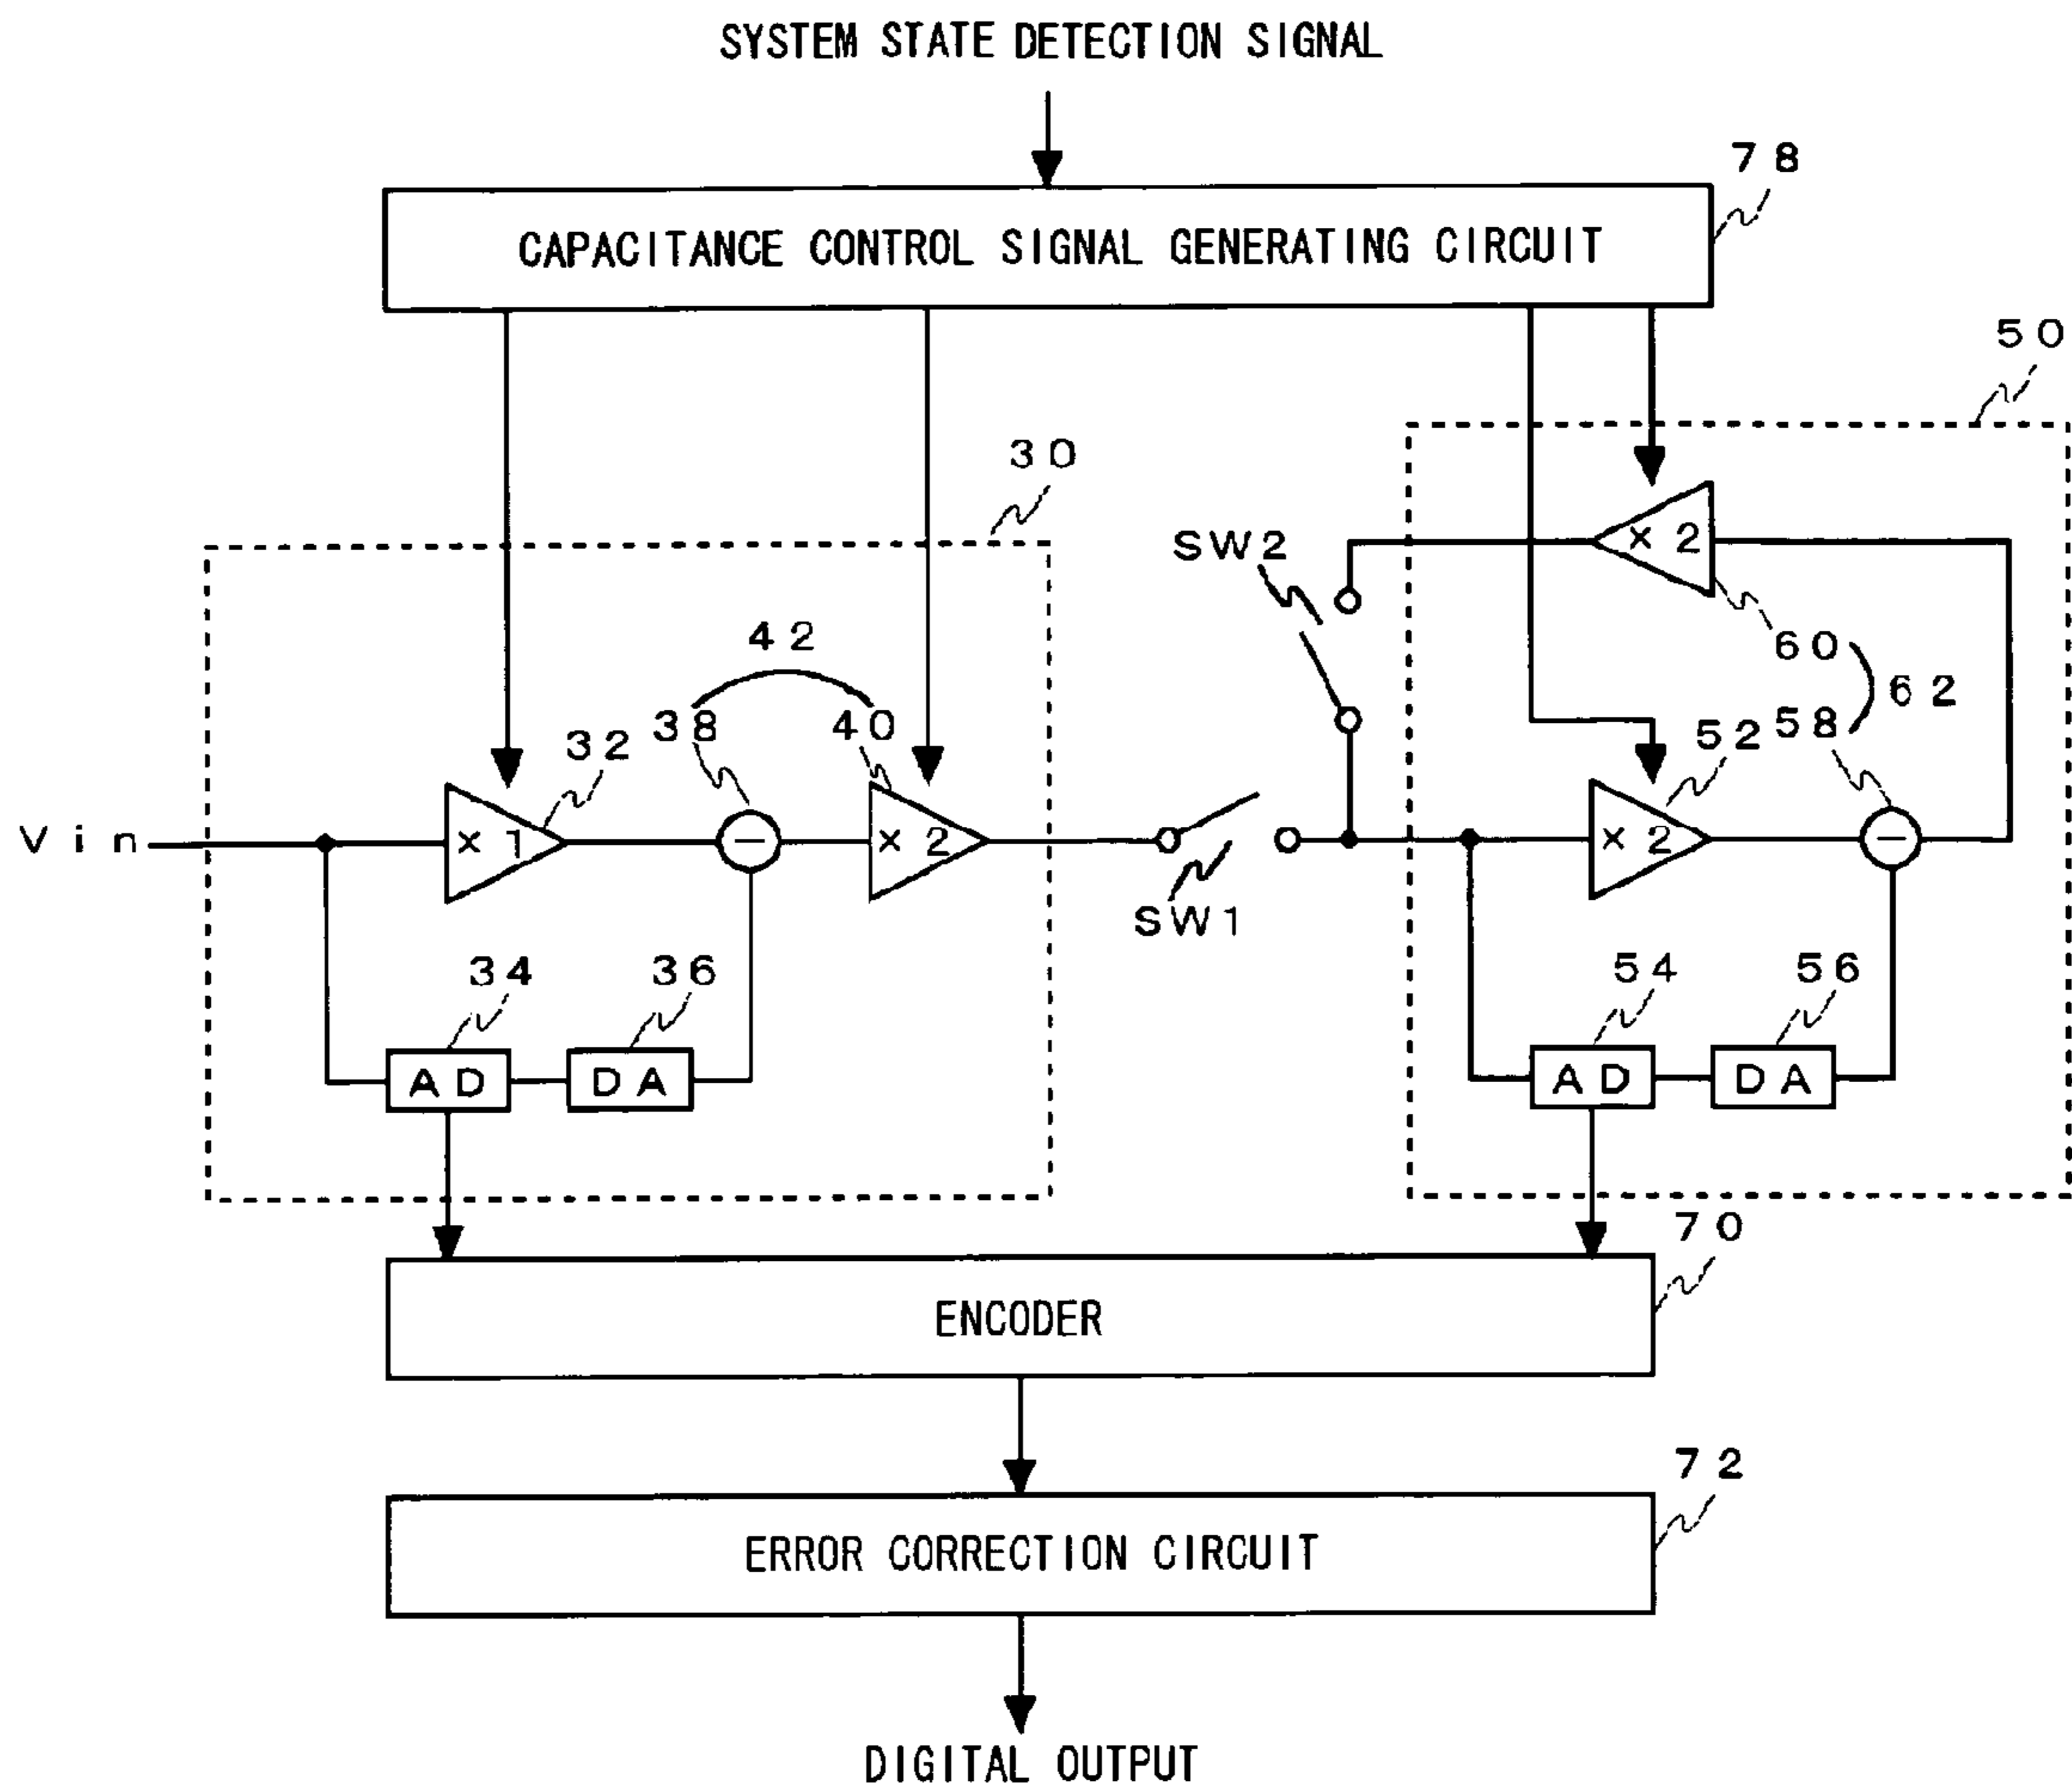 SYSTEM STATE DETECTION SIGNAL
78
CAPACITANCE CONTROL SIGNAL GENERATING CIRCUIT
50
30
SW2
× 2
42
60
62
38
40
32
52
58
Vin
× 1
−
× 2
× 2
−
SW1
34
36
54
56
AD
DA
AD
DA
70
ENCODER
72
ERROR CORRECTION CIRCUIT
DIGITAL OUTPUT